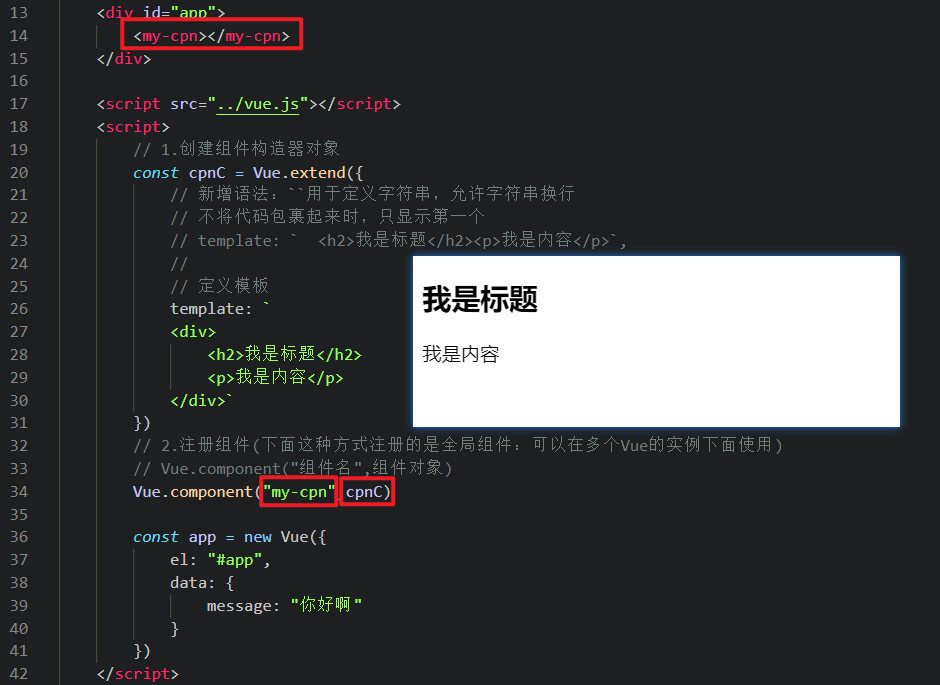 13 <div id="app">
14 <my-cpn></my-cpn>
15 </div>
16
17 <script src="../vue.js"></script>
18 <script>
19 // 1.创建组件构造器对象
20 const cpnC = Vue.extend({
21 // 新增语法：``用于定义字符串，允许字符串换行
22 // 不将代码包裹起来时，只显示第一个
23 // template: `  <h2>我是标题</h2><p>我是内容</p>`,
24 //
25 // 定义模板
26 template: `
27 <div>
28 <h2>我是标题</h2>
29 <p>我是内容</p>
30 </div>`
31 })
32 // 2.注册组件(下面这种方式注册的是全局组件：可以在多个Vue的实例下面使用)
33 // Vue.component("组件名",组件对象)
34 Vue.component("my-cpn",cpnC)
35
36 const app = new Vue({
37 el: "#app",
38 data: {
39 message: "你好啊"
40 }
41 })
42 </script>
我是标题
我是内容